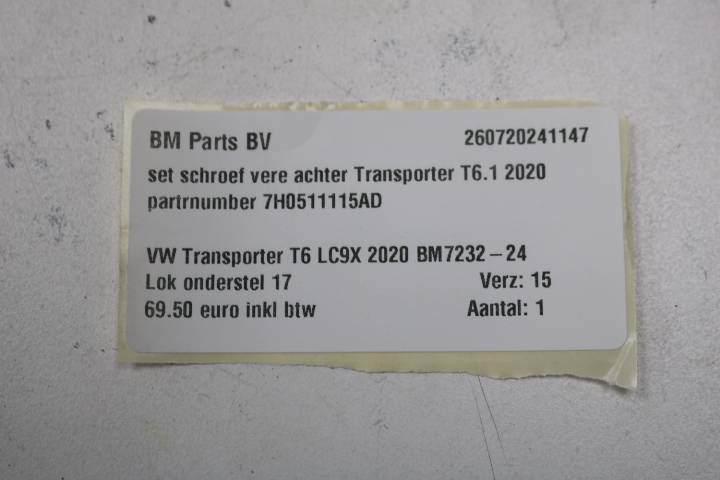 BM Parts BV 260720241147
set schroef vere achter Transporter T6.1 2020
partrnumber 7H0511115AD
VW Transporter T6 LC9X 2020 BM7232-24
Lok onderstel 17 Verz: 15
69.50 euro inkl btw Aantal: 1